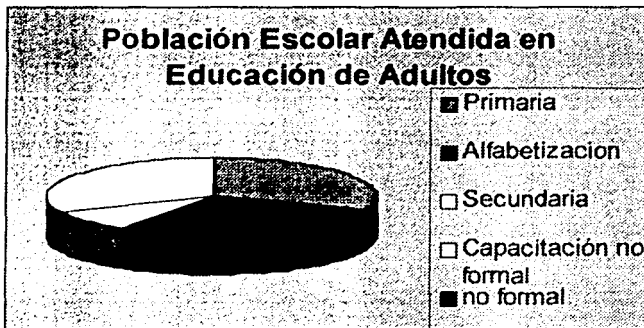 Población Escolar Atendida en
Educación de Adultos
Primaria
Alfabetizacion
Secundaria
Capacitación no
formal
no formal